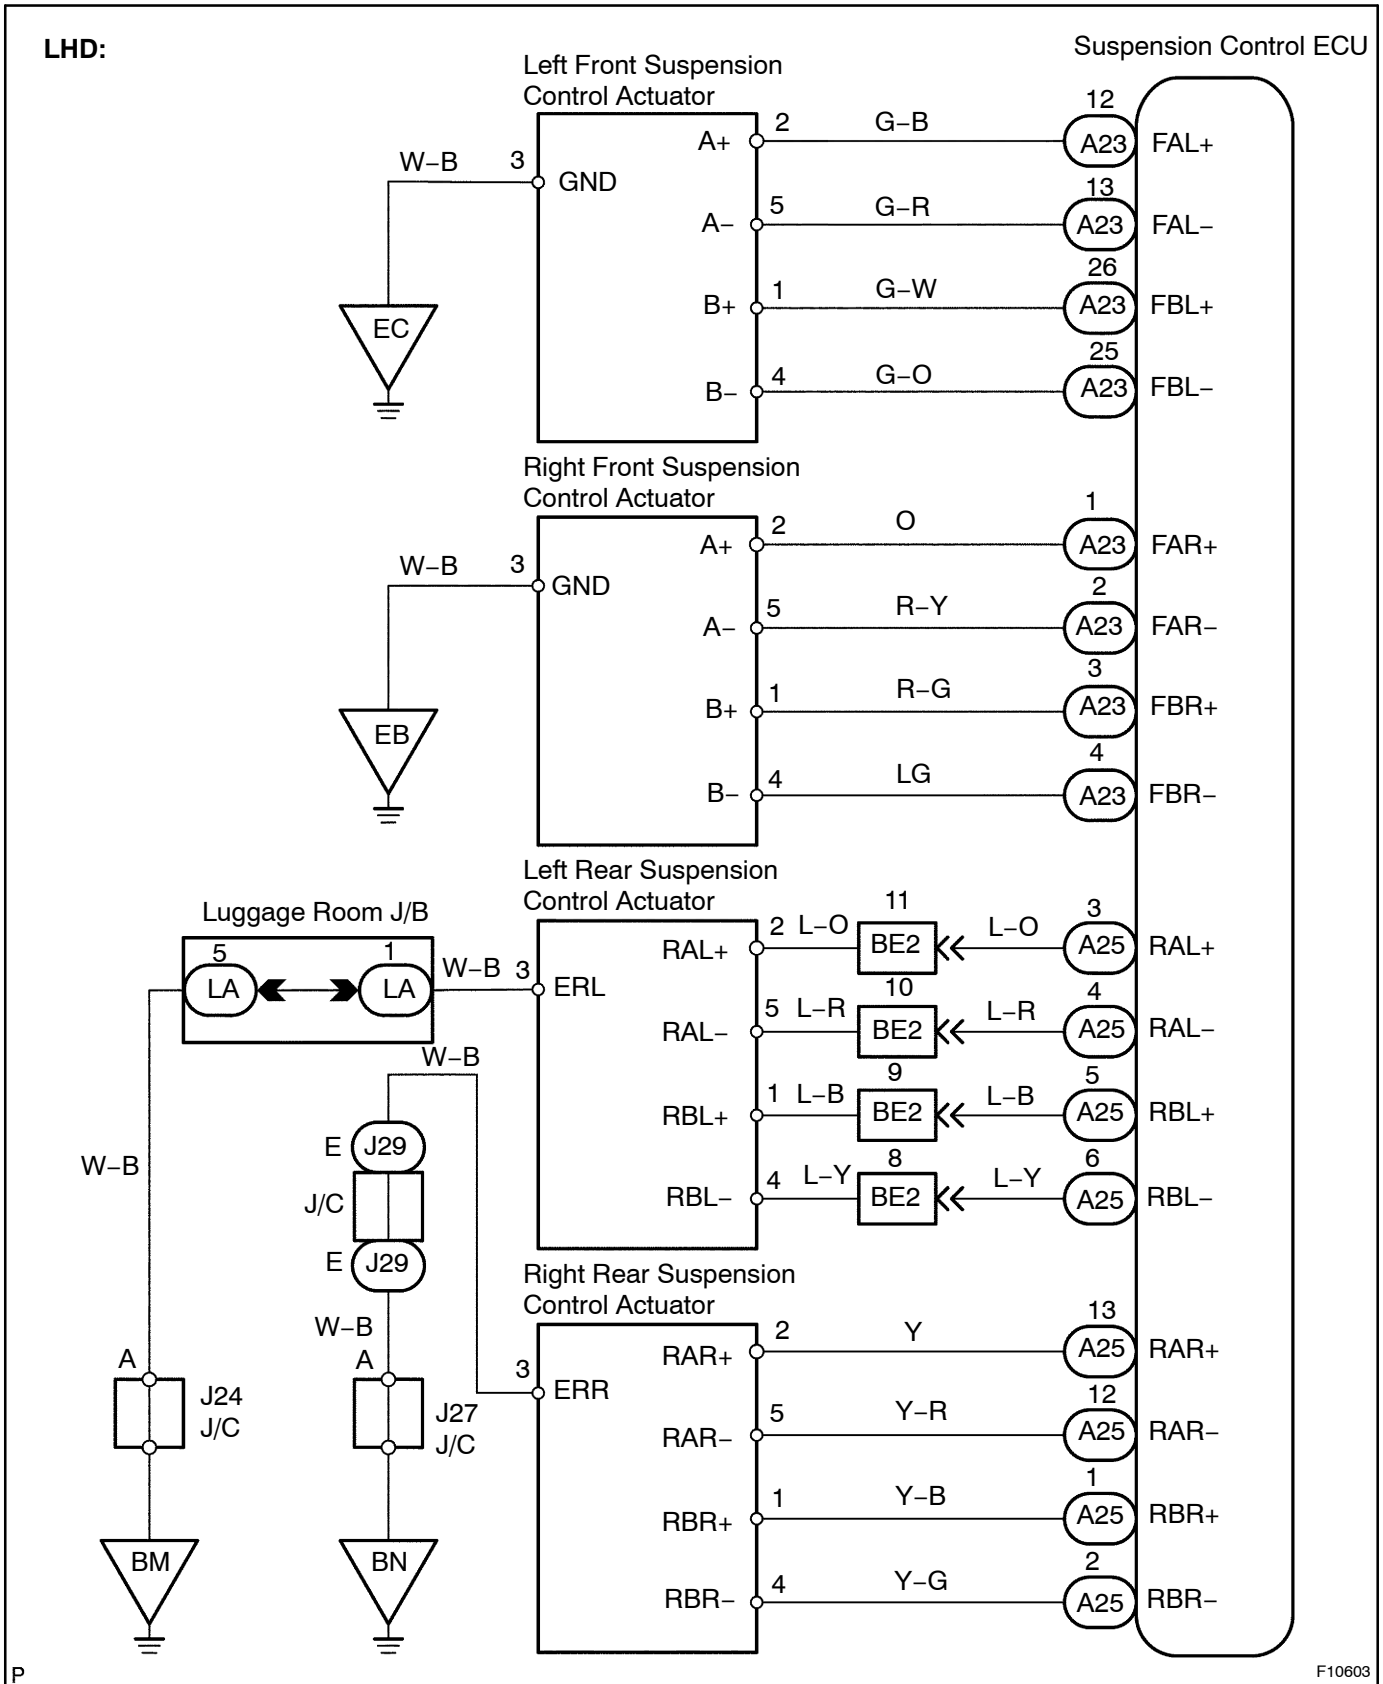 LHD:
Suspension Control ECU
Left Front Suspension
Control Actuator
12
2
G−B
A+
A23
FAL+
W−B
3
GND
13
5
G−R
A−
A23
FAL−
26
1
G−W
B+
A23
FBL+
EC
25
4
G−O
B−
A23
FBL−
Right Front Suspension
Control Actuator
1
2
O
A+
A23
FAR+
W−B
3
GND
2
5
R−Y
A−
A23
FAR−
3
1
R−G
B+
A23
FBR+
EB
4
4
LG
B−
A23
FBR−
Left Rear Suspension
Control Actuator
Luggage Room J/B
11
3
2
L−O
L−O
RAL+
BE2
A25
RAL+
5
1
LA
LA
W−B
3
ERL
10
4
5
L−R
L−R
RAL−
BE2
A25
RAL−
W−B
9
5
1
L−B
L−B
RBL+
BE2
A25
RBL+
E
J29
W−B
8
6
4
L−Y
L−Y
RBL−
BE2
A25
RBL−
J/C
E
J29
Right Rear Suspension
Control Actuator
W−B
13
2
Y
RAR+
A25
RAR+
A
A
3
ERR
J24
J/C
J27
J/C
12
5
Y−R
RAR−
A25
RAR−
1
1
Y−B
RBR+
A25
RBR+
BM
BN
2
4
Y−G
RBR−
A25
RBR−
P
F10603